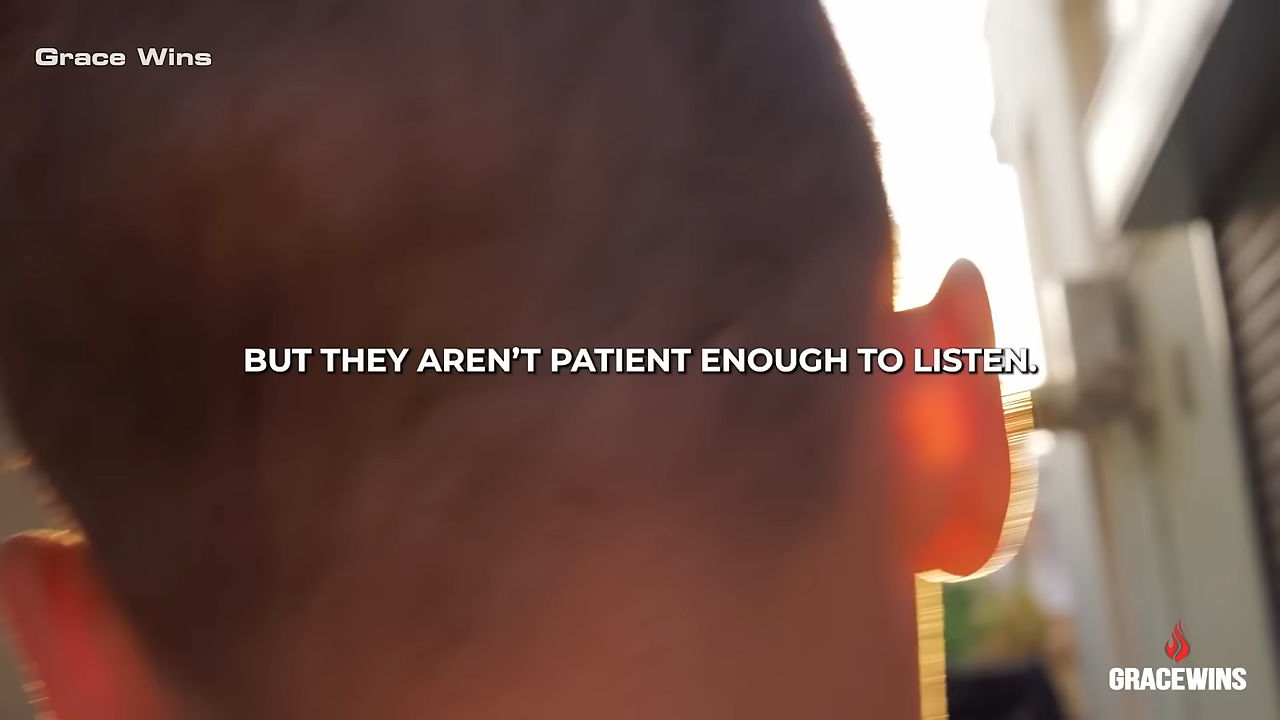 Grace Wins
BUT THEY AREN’T PATIENT ENOUGH TO LISTEN.
GRACEWINS